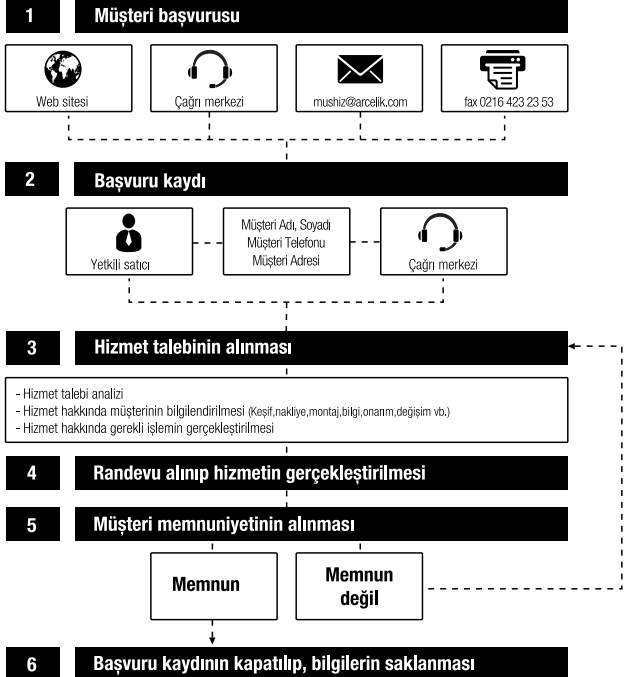 1 Müşteri başvurusu
Web sitesi
Çağrı merkezi
mushiz@arcelik.com
fax 0216 423 23 53
2 Başvuru kaydı
Yetkili satıcı
Müşteri Adı, Soyadı
Müşteri Telefonu
Müşteri Adresi
Çağrı merkezi
3 Hizmet talebinin alınması
- Hizmet talebi analizi
- Hizmet hakkında müşterinin bilgilendirilmesi (Keşif,nakliye,montaj,bilgi,onarım,değişim vb.)
- Hizmet hakkında gerekli işlemin gerçekleştirilmesi
4 Randevu alınıp hizmetin gerçekleştirilmesi
5 Müşteri memnuniyetinin alınması
Memnun
Memnun
değil
6 Başvuru kaydının kapatılıp, bilgilerin saklanması